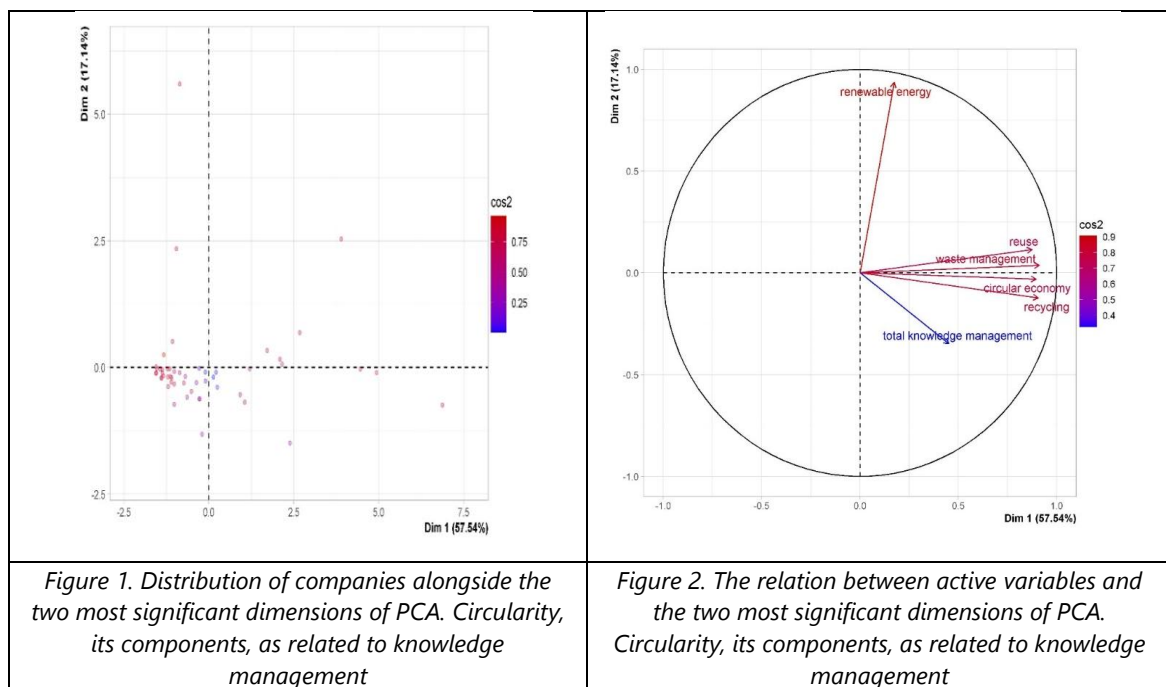 Dim 2 (17.14%)
5.0
2.5
0.0
-2.5
-2.5
0.0
2.5
5.0
7.5
Dim 1 (57.54%)
cos2
0.75
0.50
0.25
Figure 1. Distribution of companies alongside the
two most significant dimensions of PCA. Circularity,
its components, as related to knowledge
management
Dim 2 (17.14%)
1.0
0.5
0.0
-0.5
-1.0
renewable energy
reuse
waste management
circular economy
recycling
total knowledge management
-1.0
-0.5
0.0
0.5
1.0
Dim 1 (57.54%)
cos2
0.9
0.8
0.7
0.6
0.5
0.4
Figure 2. The relation between active variables and
the two most significant dimensions of PCA.
Circularity, its components, as related to knowledge
management